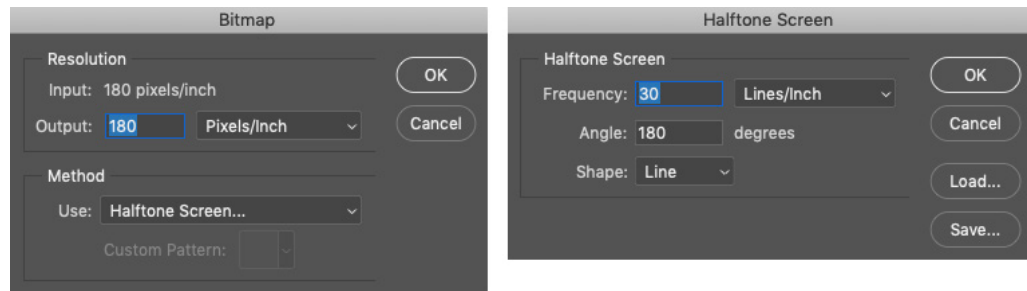 Bitmap
Resolution
Input: 180 pixels/inch
Output: 180 Pixels/Inch
OK
Cancel
Method
Use: Halftone Screen...
Custom Pattern:
Halftone Screen
Halftone Screen
Frequency: 30 Lines/Inch
Angle: 180 degrees
Shape: Line
OK
Cancel
Load...
Save...